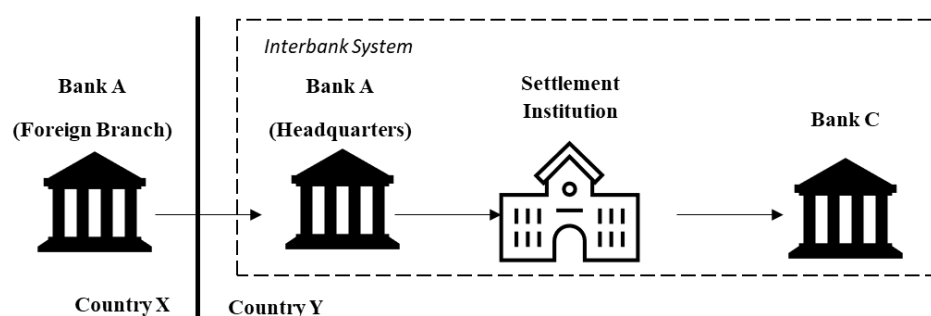 Interbank System
Bank A
(Foreign Branch)
Bank A
(Headquarters)
Settlement
Institution
Bank C
Country X
Country Y